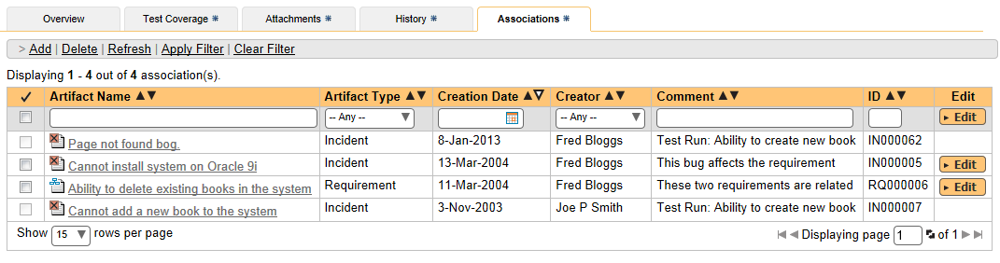 Overview Test Coverage * Attachments * History * Associations *
> Add | Delete | Refresh | Apply Filter | Clear Filter
Displaying 1 - 4 out of 4 association(s).
✓ Artifact Name ▲▼ Artifact Type ▲▼ Creation Date ▲▽ Creator ▲▼ Comment ▲▼ ID ▲▼ Edit
-- Any -- ▼ -- Any -- ▼ ▸ Edit
Page not found bog. Incident 8-Jan-2013 Fred Bloggs Test Run: Ability to create new book IN000062
Cannot install system on Oracle 9i Incident 13-Mar-2004 Fred Bloggs This bug affects the requirement IN000005 ▸ Edit
Ability to delete existing books in the system Requirement 11-Mar-2004 Fred Bloggs These two requirements are related RQ000006 ▸ Edit
Cannot add a new book to the system Incident 3-Nov-2003 Joe P Smith Test Run: Ability to create new book IN000007
Show 15 ▼ rows per page Displaying page 1 of 1